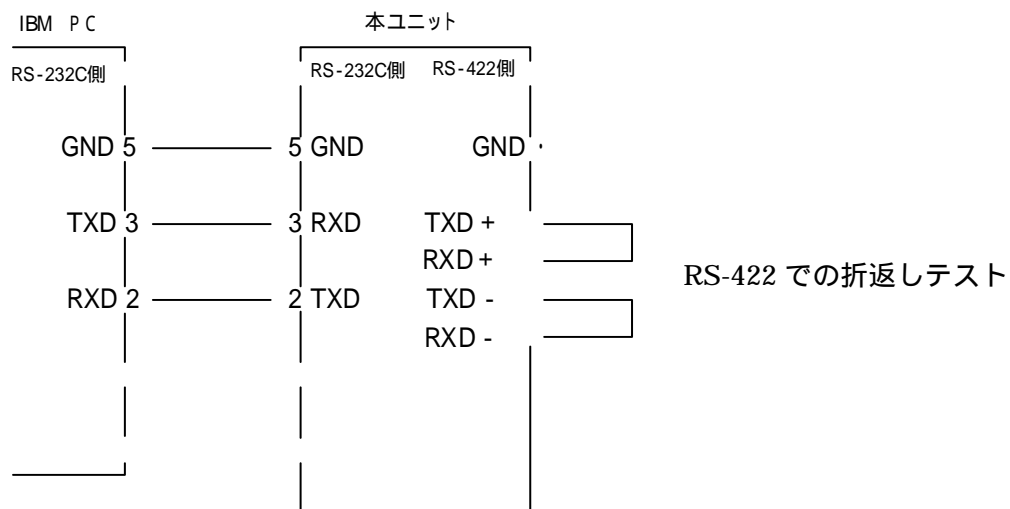 IBM PC 本ユニット
RS-232C側 RS-232C側 RS-422側
GND 5 5 GND GND
TXD 3 3 RXD TXD +
RXD +
RS-422 での折返しテスト
RXD 2 2 TXD TXD -
RXD -